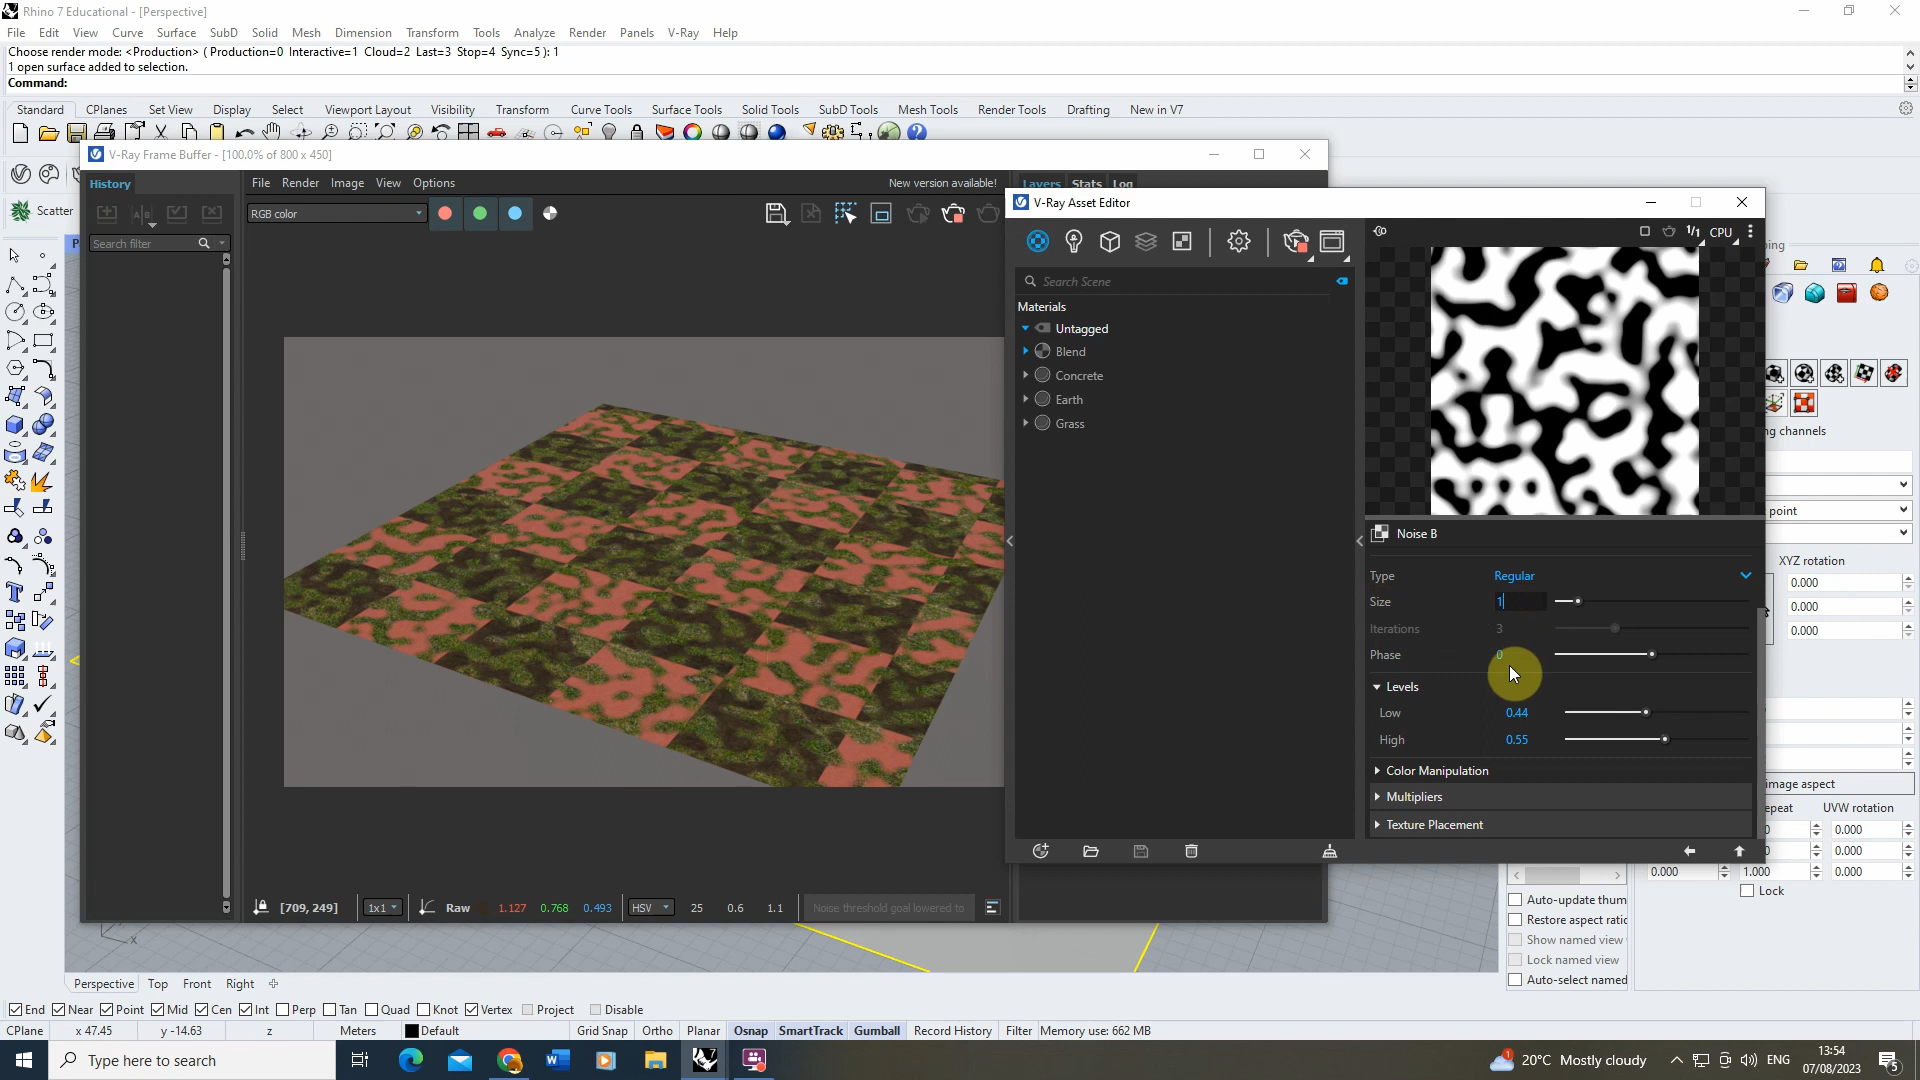 Rhino 7 Educational - [Perspective]
File Edit View Curve Surface SubD Solid Mesh Dimension Transform Tools Analyze Render Panels V-Ray Help
Choose render mode: <Production> ( Production=0 Interactive=1 Cloud=2 Last=3 Stop=4 Sync=5 ): 1
1 open surface added to selection.
Command:
Standard CPlanes Set View Display Select Viewport Layout Visibility Transform Curve Tools Surface Tools Solid Tools SubD Tools Mesh Tools Render Tools Drafting New in V7
V-Ray Frame Buffer - [100.0% of 800 x 450]
History File Render Image View Options New version available! Layers Stats Log
Scatter
RGB color
Search filter
V-Ray Asset Editor
1/1 CPU
Search Scene
Materials
Untagged
Blend
Concrete
Earth
Grass
Noise B
Type Regular
Size 1
Iterations 3
Phase 0
Levels
Low 0.44
High 0.55
Color Manipulation
Multipliers
Texture Placement
ng channels
point
XYZ rotation
0.000
0.000
0.000
image aspect
epeat UVW rotation
0.000
0.000
0.000 1.000 0.000
Lock
[709, 249] 1x1 Raw 1.127 0.768 0.493 HSV 25 0.6 1.1 Noise threshold goal lowered to
Auto-update thum
Restore aspect ratio
Show named view
Lock named view
Auto-select named
x
Perspective Top Front Right
End Near Point Mid Cen Int Perp Tan Quad Knot Vertex Project Disable
CPlane x 47.45 y -14.63 z Meters Default Grid Snap Ortho Planar Osnap SmartTrack Gumball Record History Filter Memory use: 662 MB
Type here to search
1 20°C Mostly cloudy ENG 13:54
07/08/2023
5